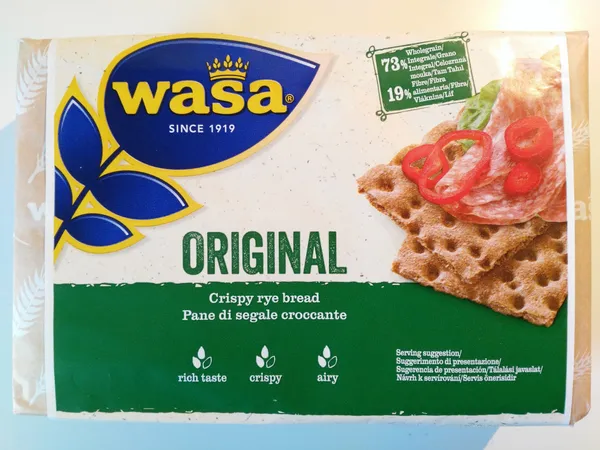 wasa®
SINCE 1919
73% Wholegrain/
Integrale/Grano
Integral/Celozrnná
mouka/Tam Tahıl
19% Fibre/Fibra
alimentaria/Fibra/
Vláknina/Lif
ORIGINAL
Crispy rye bread
Pane di segale croccante
rich taste
crispy
airy
Serving suggestion/
Suggerimento di presentazione/
Sugerencia de presentación/Tálalási javaslat/
Návrh k servírování/Servis önerisidir